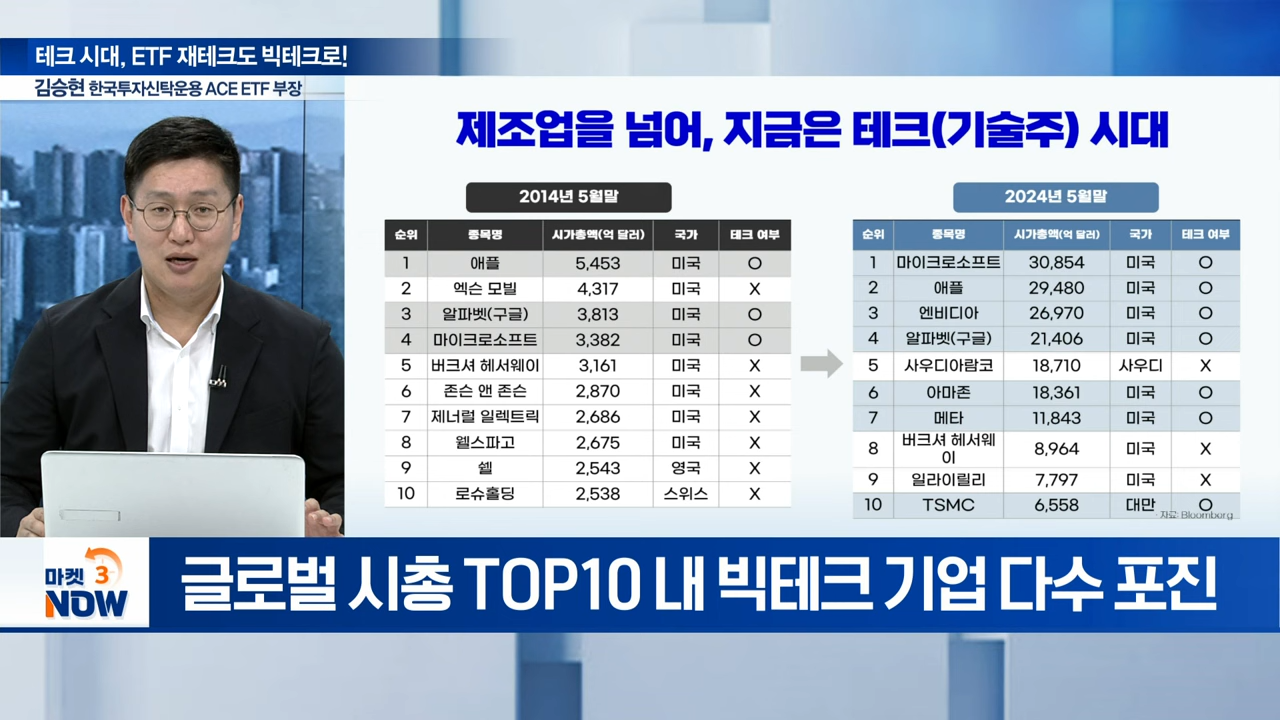 테크 시대, ETF 재테크도 빅테크로!
김승현 한국투자신탁운용 ACE ETF 부장
제조업을 넘어, 지금은 테크(기술주) 시대
2014년 5월말
순위 종목명 시가총액(억 달러) 국가 테크 여부
1 애플 5,453 미국 O
2 엑슨 모빌 4,317 미국 X
3 알파벳(구글) 3,813 미국 O
4 마이크로소프트 3,382 미국 O
5 버크셔 헤서웨이 3,161 미국 X
6 존슨 앤 존슨 2,870 미국 X
7 제너럴 일렉트릭 2,686 미국 X
8 웰스파고 2,675 미국 X
9 쉘 2,543 영국 X
10 로슈홀딩 2,538 스위스 X
2024년 5월말
순위 종목명 시가총액(억 달러) 국가 테크 여부
1 마이크로소프트 30,854 미국 O
2 애플 29,480 미국 O
3 엔비디아 26,970 미국 O
4 알파벳(구글) 21,406 미국 O
5 사우디아람코 18,710 사우디 X
6 아마존 18,361 미국 O
7 메타 11,843 미국 O
8 버크셔 헤서웨
이 8,964 미국 X
9 일라이릴리 7,797 미국 X
10 TSMC 6,558 대만 O
자료: Bloomberg
마켓 3
NOW
글로벌 시총 TOP10 내 빅테크 기업 다수 포진